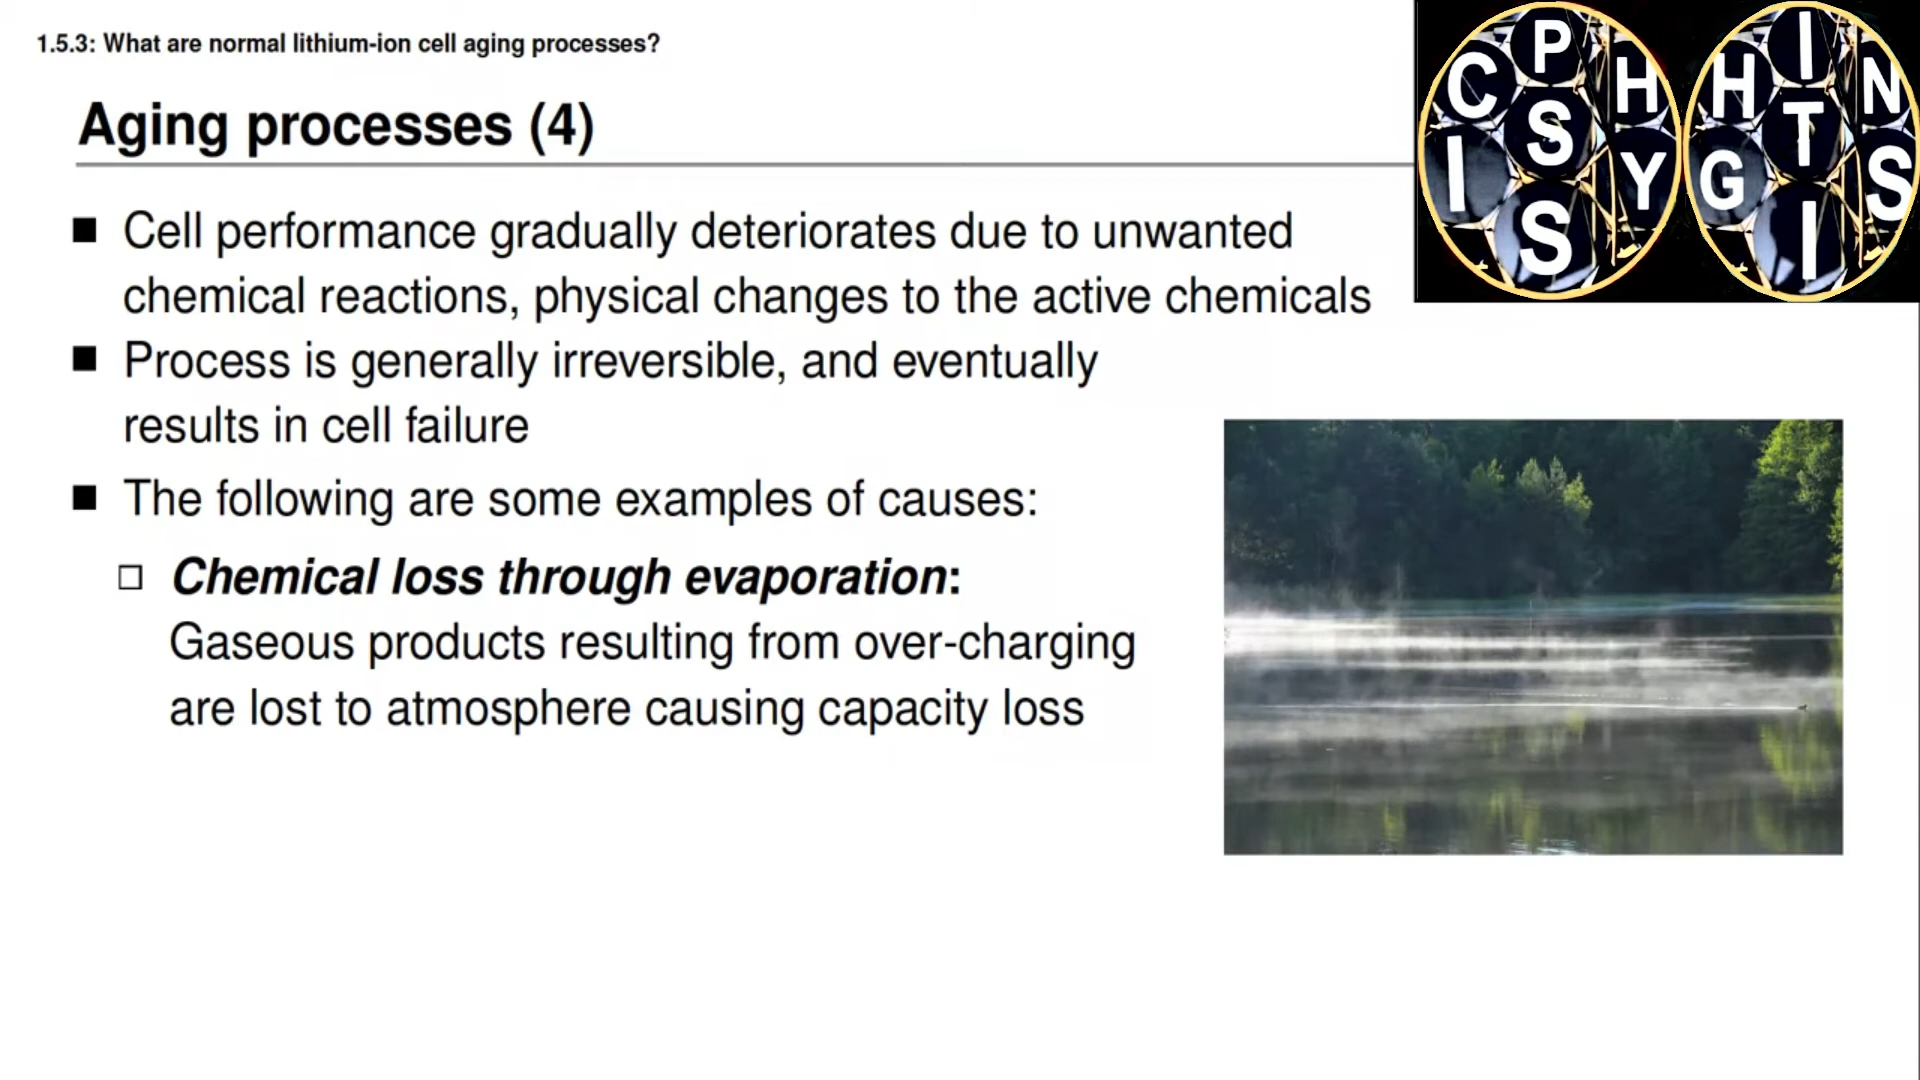 1.5.3: What are normal lithium-ion cell aging processes?
Aging processes (4)
Cell performance gradually deteriorates due to unwanted
chemical reactions, physical changes to the active chemicals
Process is generally irreversible, and eventually
results in cell failure
The following are some examples of causes:
Chemical loss through evaporation:
Gaseous products resulting from over-charging
are lost to atmosphere causing capacity loss
P
C H
S
I Y
S
I
H N
T
G S
I